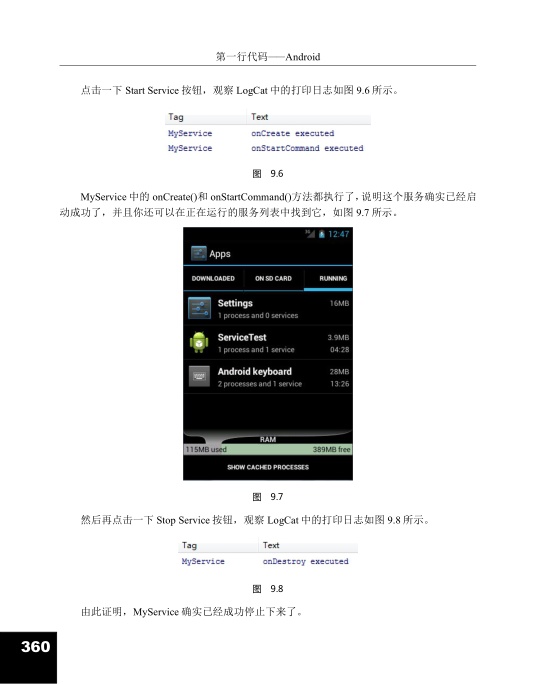 第一行代码——Android
点击一下 Start Service 按钮，观察 LogCat 中的打印日志如图 9.6 所示。
Tag Text
MyService onCreate executed
MyService onStartCommand executed
图 9.6
MyService 中的 onCreate()和 onStartCommand()方法都执行了，说明这个服务确实已经启
动成功了，并且你还可以在正在运行的服务列表中找到它，如图 9.7 所示。
12:47
Apps
DOWNLOADED ON SD CARD RUNNING
Settings 16MB
1 process and 0 services
ServiceTest 3.9MB
1 process and 1 service 04:28
Android keyboard 28MB
2 processes and 1 service 13:26
RAM
115MB used 389MB free
SHOW CACHED PROCESSES
图 9.7
然后再点击一下 Stop Service 按钮，观察 LogCat 中的打印日志如图 9.8 所示。
Tag Text
MyService onDestroy executed
图 9.8
由此证明，MyService 确实已经成功停止下来了。
360